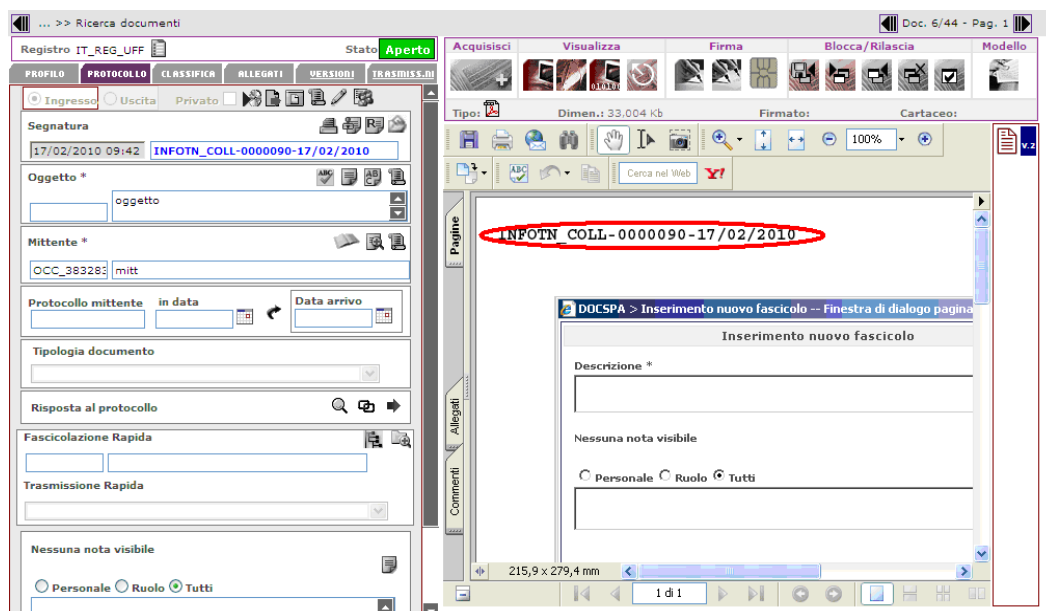 ... >> Ricerca documenti
Doc. 6/44 - Pag. 1
Registro IT_REG_UFF
Stato Aperto
PROFILO PROTOCOLLO CLASSIFICA ALLEGATI VERSIONI TRASMISS.NI
Ingresso Uscita Privato
Segnatura
17/02/2010 09:42 INFOTN_COLL-0000090-17/02/2010
Oggetto *
oggetto
Mittente *
OCC_383283 mitt
Protocollo mittente in data Data arrivo
Tipologia documento
Risposta al protocollo
Fascicolazione Rapida
Trasmissione Rapida
Nessuna nota visibile
Personale Ruolo Tutti
Acquisisci Visualizza Firma Blocca/Rilascia Modello
Tipo: Dimen.: 33,004 Kb Firmato: Cartaceo:
100%
V.2
Cerca nel Web Y!
Pagine
Allegati
Commenti
INFOTN_COLL-0000090-17/02/2010
DOCSPA > Inserimento nuovo fascicolo -- Finestra di dialogo pagina
Inserimento nuovo fascicolo
Descrizione *
Nessuna nota visibile
Personale Ruolo Tutti
215,9 x 279,4 mm
1 di 1